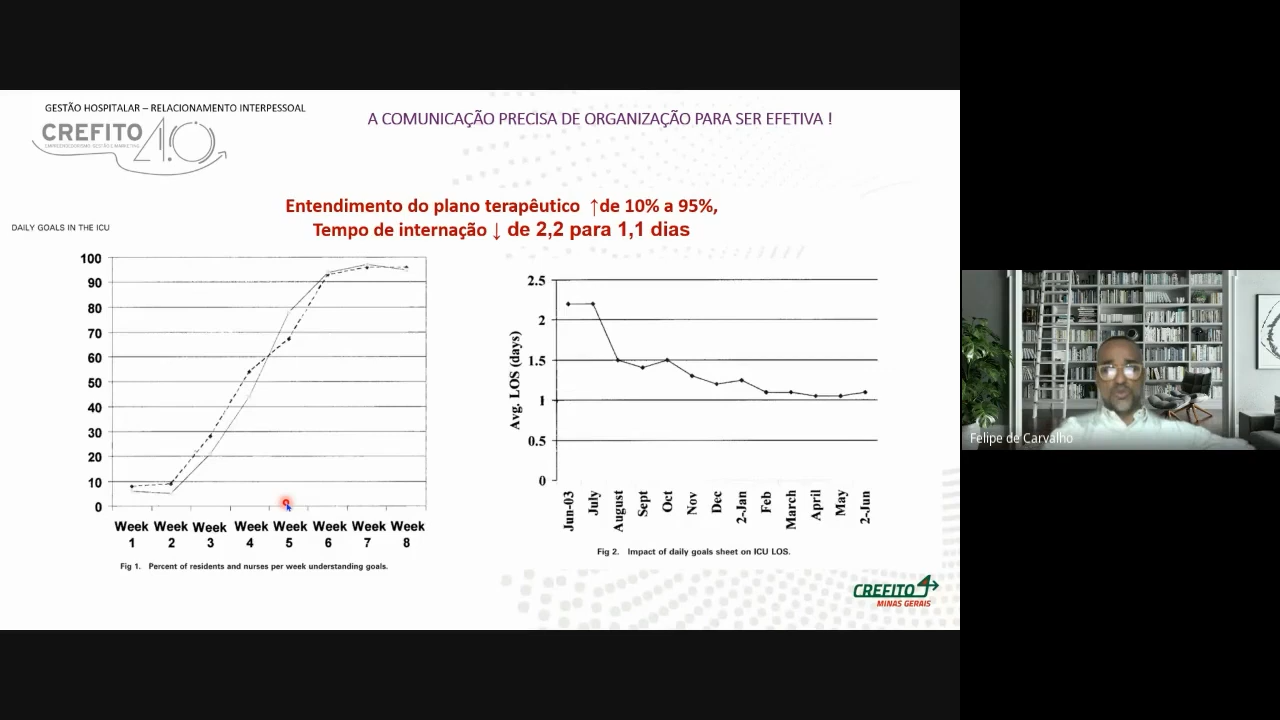 GESTÃO HOSPITALAR – RELACIONAMENTO INTERPESSOAL
CREFITO 4.0
EMPREENDEDORISMO, GESTÃO E MARKETING
A COMUNICAÇÃO PRECISA DE ORGANIZAÇÃO PARA SER EFETIVA !
Entendimento do plano terapêutico ↑de 10% a 95%,
Tempo de internação ↓ de 2,2 para 1,1 dias
DAILY GOALS IN THE ICU
100
90
80
70
60
50
40
30
20
10
0
Week 1
Week 2
Week 3
Week 4
Week 5
Week 6
Week 7
Week 8
Fig 1. Percent of residents and nurses per week understanding goals.
Avg. LOS (days)
2.5
2
1.5
1
0.5
0
Jun-03
July
August
Sept
Oct
Nov
Dec
2-Jan
Feb
March
April
May
2-Jun
Fig 2. Impact of daily goals sheet on ICU LOS.
CREFITO4
MINAS GERAIS
Felipe de Carvalho